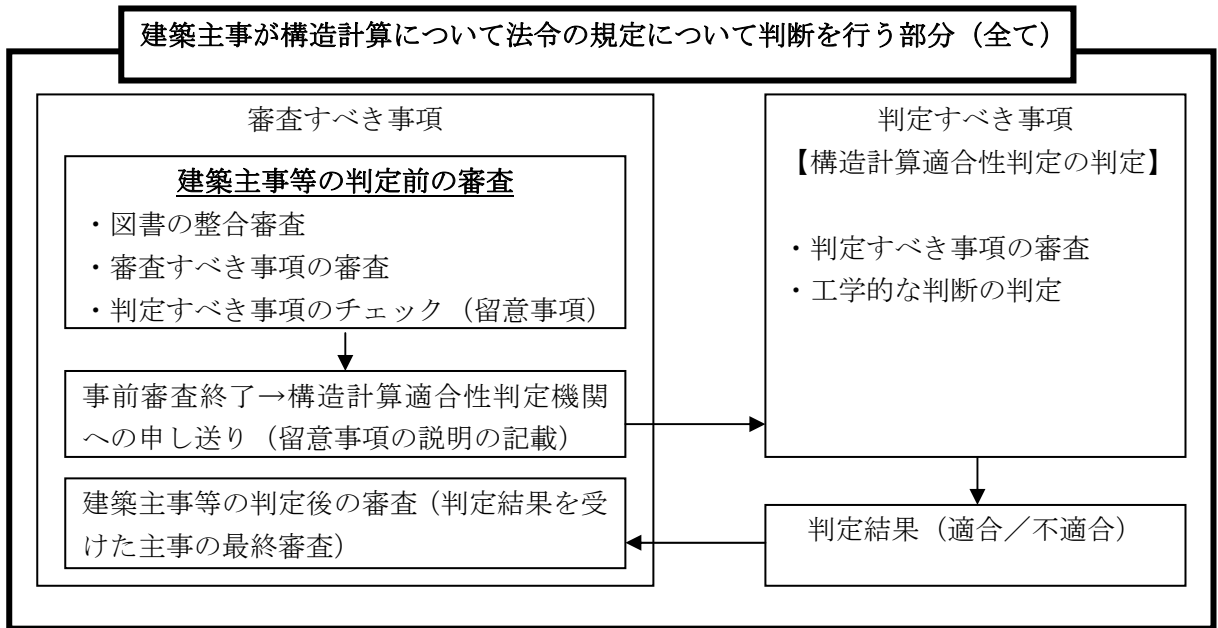 建築主事が構造計算について法令の規定について判断を行う部分（全て）
審査すべき事項
建築主事等の判定前の審査
・図書の整合審査
・審査すべき事項の審査
・判定すべき事項のチェック（留意事項）
事前審査終了→構造計算適合性判定機関
への申し送り（留意事項の説明の記載）
建築主事等の判定後の審査（判定結果を受
けた主事の最終審査）
判定すべき事項
【構造計算適合性判定の判定】
・判定すべき事項の審査
・工学的な判断の判定
判定結果（適合／不適合）